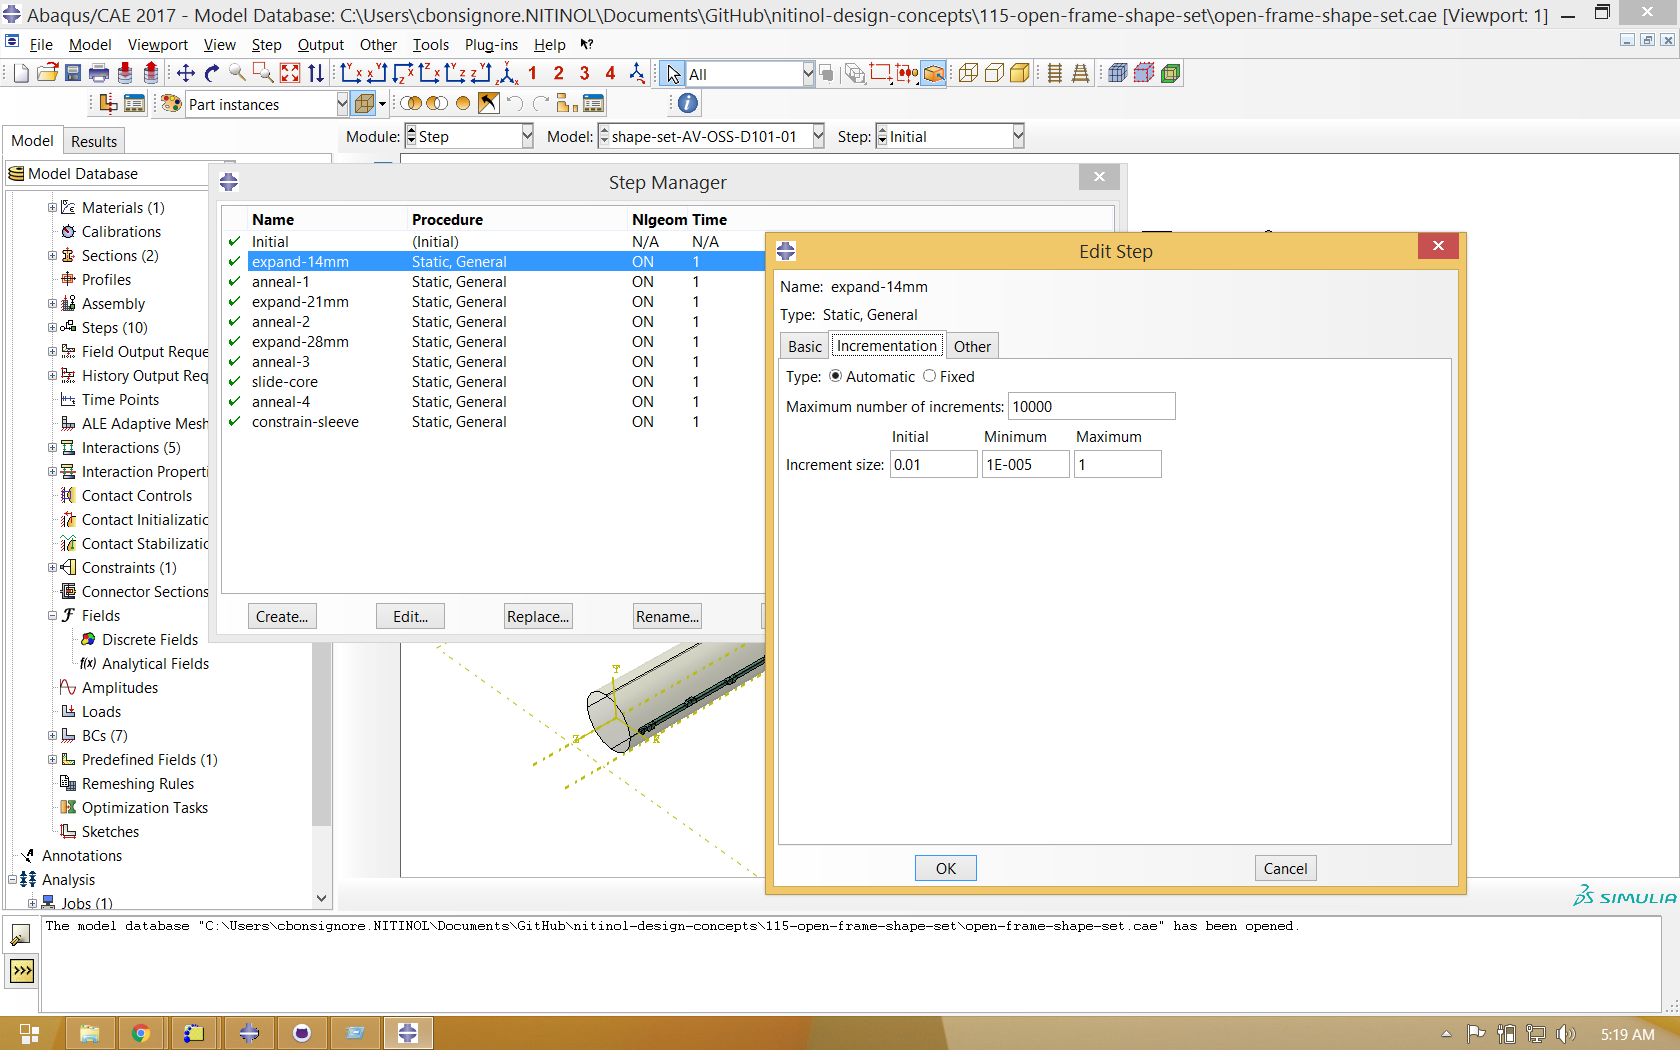 Abaqus/CAE 2017 - Model Database: C:\Users\cbonsignore.NITINOL\Documents\GitHub\nitinol-design-concepts\115-open-frame-shape-set\open-frame-shape-set.cae [Viewport: 1]
File Model Viewport View Step Output Other Tools Plug-ins Help
1 2 3 4 All
Part instances
Model Results Module: Step Model: shape-set-AV-OSS-D101-01 Step: Initial
Model Database
Materials (1)
Calibrations
Sections (2)
Profiles
Assembly
Steps (10)
Field Output Reque
History Output Req
Time Points
ALE Adaptive Mesh
Interactions (5)
Interaction Properti
Contact Controls
Contact Initializatic
Contact Stabilizatic
Constraints (1)
Connector Sections
Fields
Discrete Fields
Analytical Fields
Amplitudes
Loads
BCs (7)
Predefined Fields (1)
Remeshing Rules
Optimization Tasks
Sketches
Annotations
Analysis
Jobs (1)
Step Manager
Name Procedure Nlgeom Time
Initial (Initial) N/A N/A
expand-14mm Static, General ON 1
anneal-1 Static, General ON 1
expand-21mm Static, General ON 1
anneal-2 Static, General ON 1
expand-28mm Static, General ON 1
anneal-3 Static, General ON 1
slide-core Static, General ON 1
anneal-4 Static, General ON 1
constrain-sleeve Static, General ON 1
Create... Edit... Replace... Rename...
Edit Step
Name: expand-14mm
Type: Static, General
Basic Incrementation Other
Type: Automatic Fixed
Maximum number of increments: 10000
Initial Minimum Maximum
Increment size: 0.01 1E-005 1
OK Cancel
T
Z R
SIMULIA
The model database "C:\Users\cbonsignore.NITINOL\Documents\GitHub\nitinol-design-concepts\115-open-frame-shape-set\open-frame-shape-set.cae" has been opened.
>>>
5:19 AM